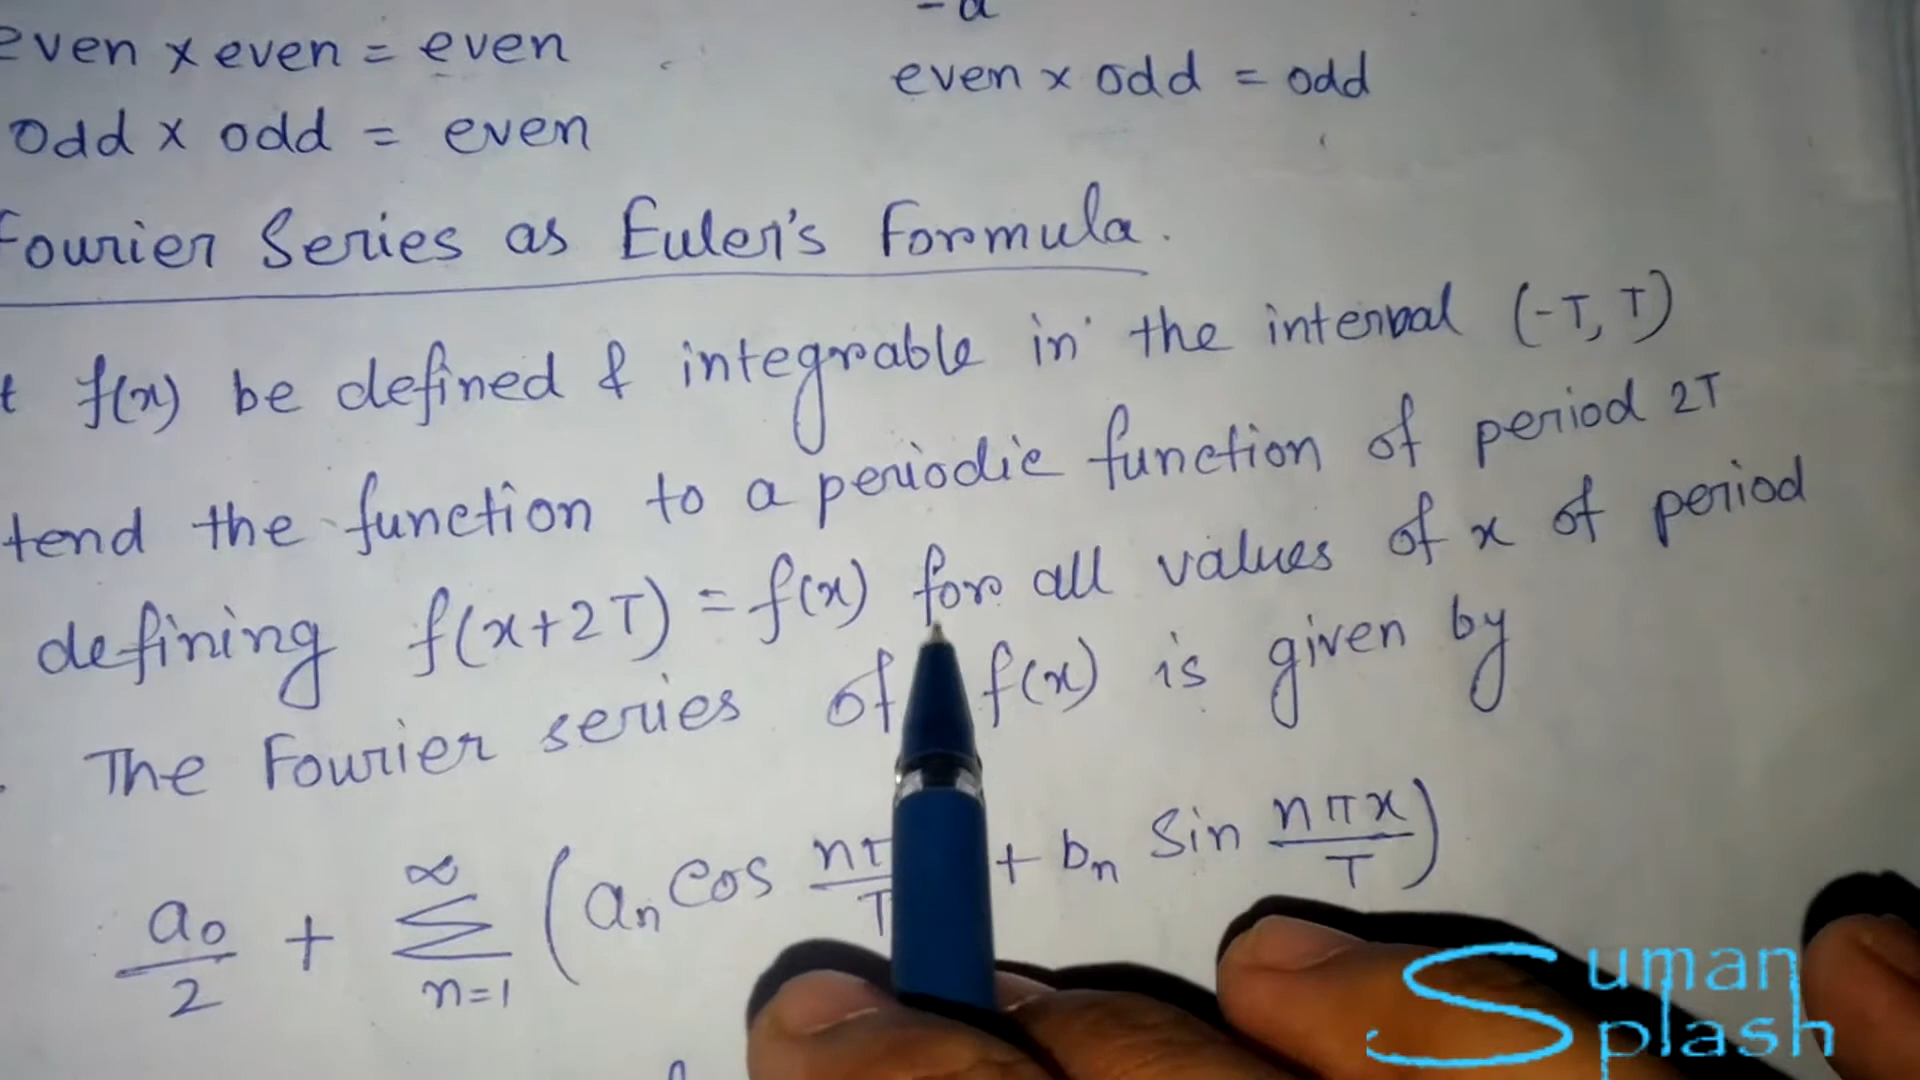 -a
even x even = even
even x odd = odd
odd x odd = even
Fourier Series as Euler's Formula.
t f(x) be defined & integrable in the interval (-T, T)
tend the function to a periodic function of period 2T
defining f(x+2T) = f(x) for all values of x of period
. The Fourier series of f(x) is given by
a0/2 + ∞ Σ n=1 (an cos nπ/T + bn Sin nπx/T)
Suman
Splash